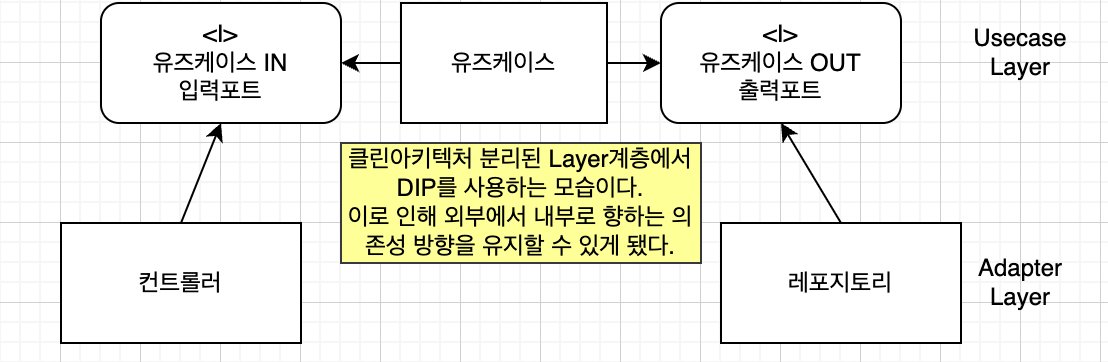 <I>
유즈케이스 IN
입력포트
유즈케이스
<I>
유즈케이스 OUT
출력포트
Usecase
Layer
클린아키텍처 분리된 Layer계층에서
DIP를 사용하는 모습이다.
이로 인해 외부에서 내부로 향하는 의
존성 방향을 유지할 수 있게 됐다.
컨트롤러
레포지토리
Adapter
Layer